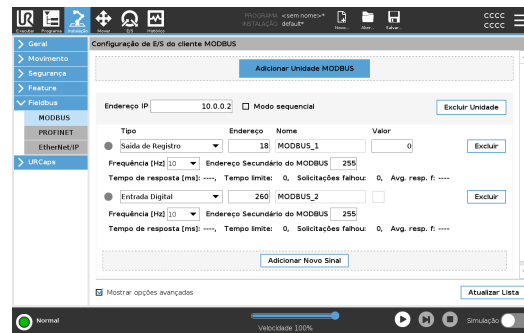 Executar Programa Instalação Mover E/S Histórico
PROGRAMA <sem nomes>*
INSTALAÇÃO default*
Novo... Abrir... Salvar...
CCCC
CCCC
Geral
Movimento
Segurança
Feature
Fieldbus
MODBUS
PROFINET
EtherNet/IP
URCaps
Configuração de E/S do cliente MODBUS
Adicionar Unidade MODBUS
Endereço IP 10.0.0.2 Modo sequencial Excluir Unidade
Tipo Endereço Nome Valor
Saída de Registro 18 MODBUS_1 0 Excluir
Frequência [Hz] 10 Endereço Secundário do MODBUS 255
Tempo de resposta [ms]: ----, Tempo limite: 0, Solicitações falhou: 0, Avg. resp. f: ----
Entrada Digital 260 MODBUS_2 Excluir
Frequência [Hz] 10 Endereço Secundário do MODBUS 255
Tempo de resposta [ms]: ----, Tempo limite: 0, Solicitações falhou: 0, Avg. resp. f: ----
Adicionar Novo Sinal
Mostrar opções avançadas Atualizar Lista
Normal
Velocidade 100%
Simulação